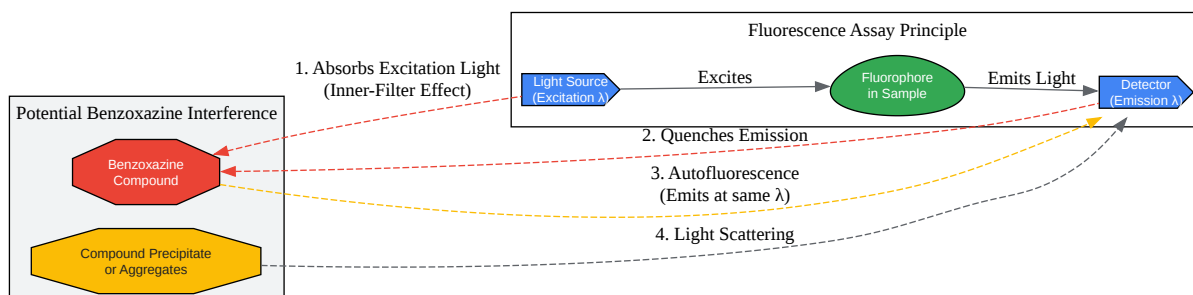 Fluorescence Assay Principle
1. Absorbs Excitation Light
(Inner-Filter Effect)
Light Source
(Excitation λ)
Excites
Fluorophore
in Sample
Emits Light
Detector
(Emission λ)
Potential Benzoxazine Interference
2. Quenches Emission
Benzoxazine
Compound
3. Autofluorescence
(Emits at same λ)
4. Light Scattering
Compound Precipitate
or Aggregates